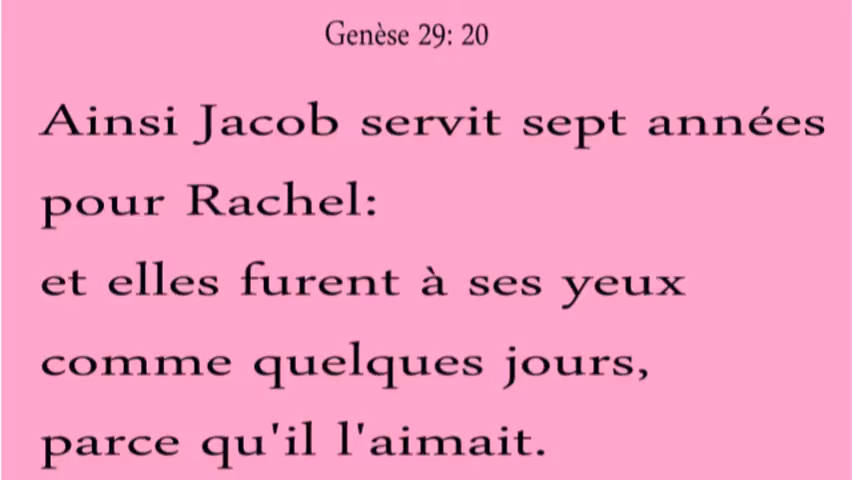 Genèse 29: 20
Ainsi Jacob servit sept années
pour Rachel:
et elles furent à ses yeux
comme quelques jours,
parce qu'il l'aimait.